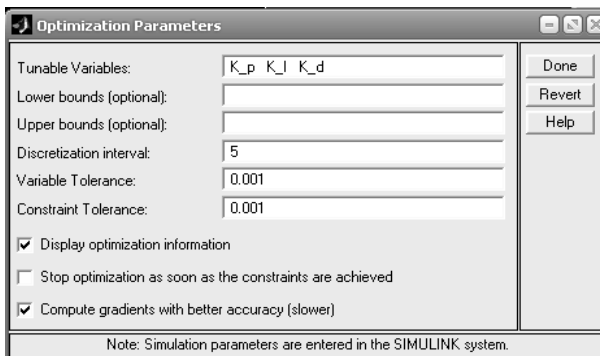 Optimization Parameters
Tunable Variables: K_p K_I K_d Done
Lower bounds (optional): Revert
Upper bounds (optional): Help
Discretization interval: 5
Variable Tolerance: 0.001
Constraint Tolerance: 0.001
Display optimization information
Stop optimization as soon as the constraints are achieved
Compute gradients with better accuracy (slower)
Note: Simulation parameters are entered in the SIMULINK system.